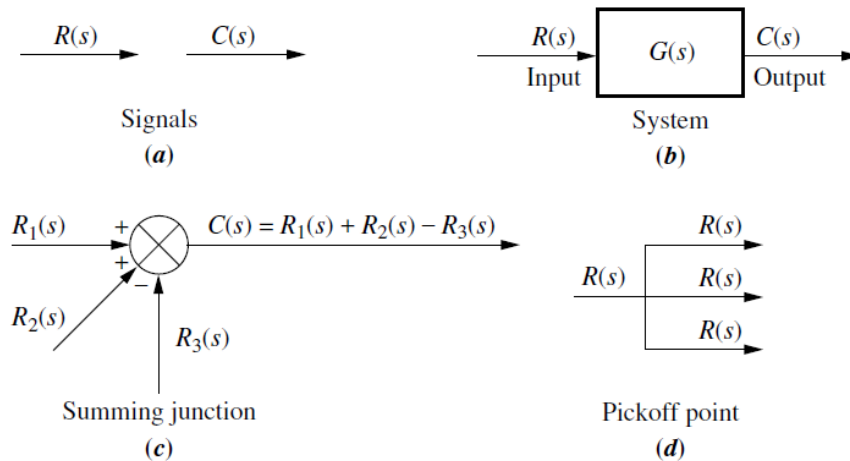 R(s)
C(s)
Signals
(a)
R(s)
Input
G(s)
C(s)
Output
System
(b)
R₁(s)
+
+
−
C(s) = R₁(s) + R₂(s) − R₃(s)
R₂(s)
R₃(s)
Summing junction
(c)
R(s)
R(s)
R(s)
R(s)
Pickoff point
(d)